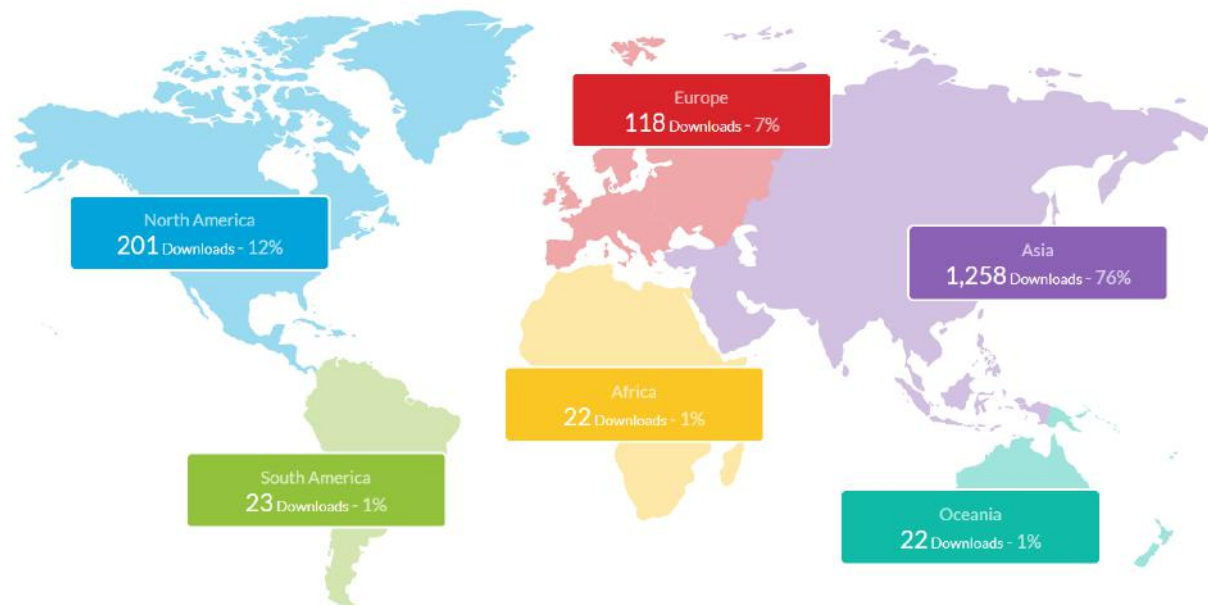 Europe
118 Downloads - 7%
North America
201 Downloads - 12%
Asia
1,258 Downloads - 76%
Africa
22 Downloads - 1%
South America
23 Downloads - 1%
Oceania
22 Downloads - 1%